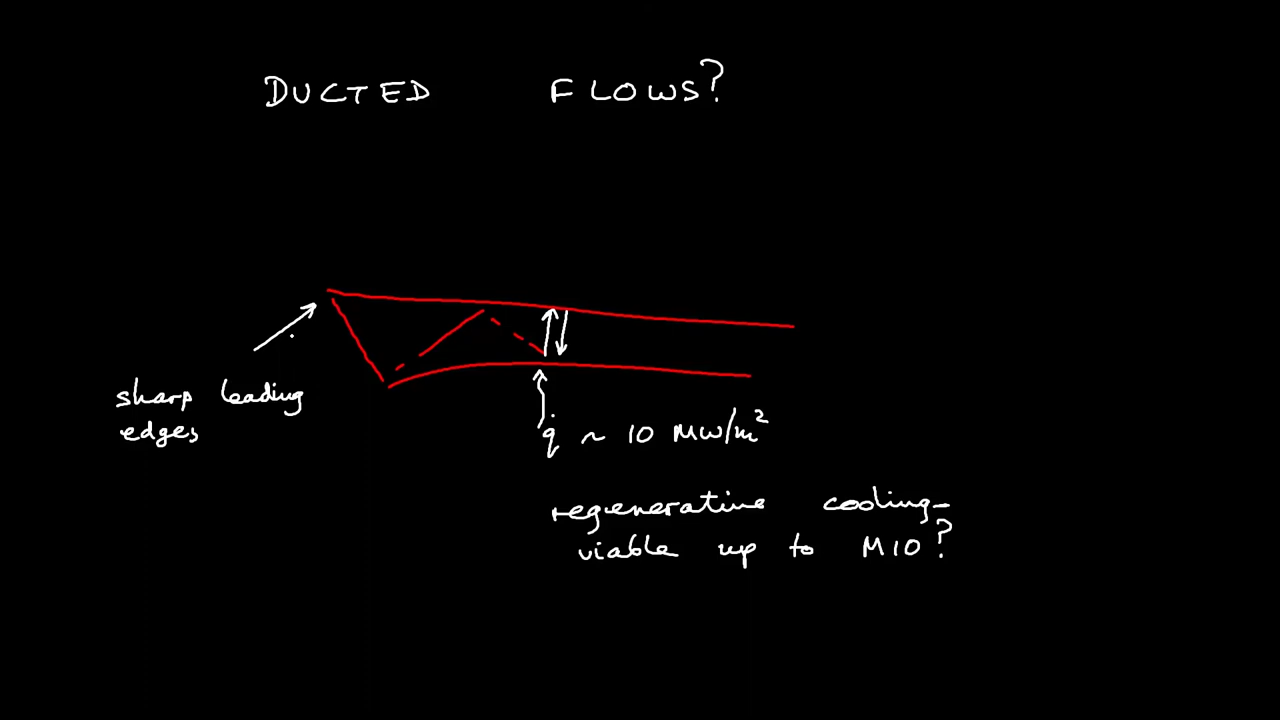 DUCTED FLOWS?
sharp leading
edges
q̇ ~ 10 MW/m²
regenerative cooling-
viable up to M10?